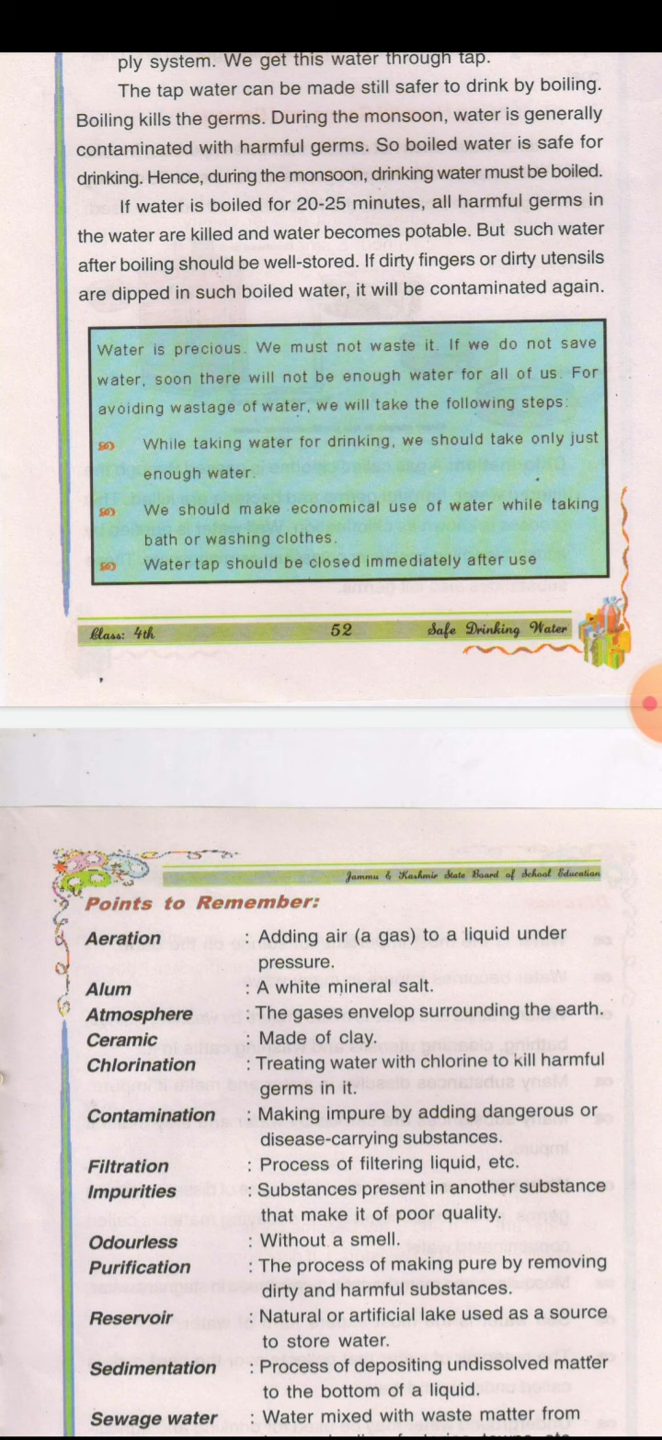 ply system. We get this water through tap.
The tap water can be made still safer to drink by boiling.
Boiling kills the germs. During the monsoon, water is generally
contaminated with harmful germs. So boiled water is safe for
drinking. Hence, during the monsoon, drinking water must be boiled.
If water is boiled for 20-25 minutes, all harmful germs in
the water are killed and water becomes potable. But such water
after boiling should be well-stored. If dirty fingers or dirty utensils
are dipped in such boiled water, it will be contaminated again.
Water is precious. We must not waste it. If we do not save
water, soon there will not be enough water for all of us. For
avoiding wastage of water, we will take the following steps:
While taking water for drinking, we should take only just
enough water.
We should make economical use of water while taking
bath or washing clothes.
Water tap should be closed immediately after use
Class: 4th 52 Safe Drinking Water
Jammu & Kashmir State Board of School Education
Points to Remember:
Aeration : Adding air (a gas) to a liquid under
pressure.
Alum : A white mineral salt.
Atmosphere : The gases envelop surrounding the earth.
Ceramic : Made of clay.
Chlorination : Treating water with chlorine to kill harmful
germs in it.
Contamination : Making impure by adding dangerous or
disease-carrying substances.
Filtration : Process of filtering liquid, etc.
Impurities : Substances present in another substance
that make it of poor quality.
Odourless : Without a smell.
Purification : The process of making pure by removing
dirty and harmful substances.
Reservoir : Natural or artificial lake used as a source
to store water.
Sedimentation : Process of depositing undissolved matter
to the bottom of a liquid.
Sewage water : Water mixed with waste matter from